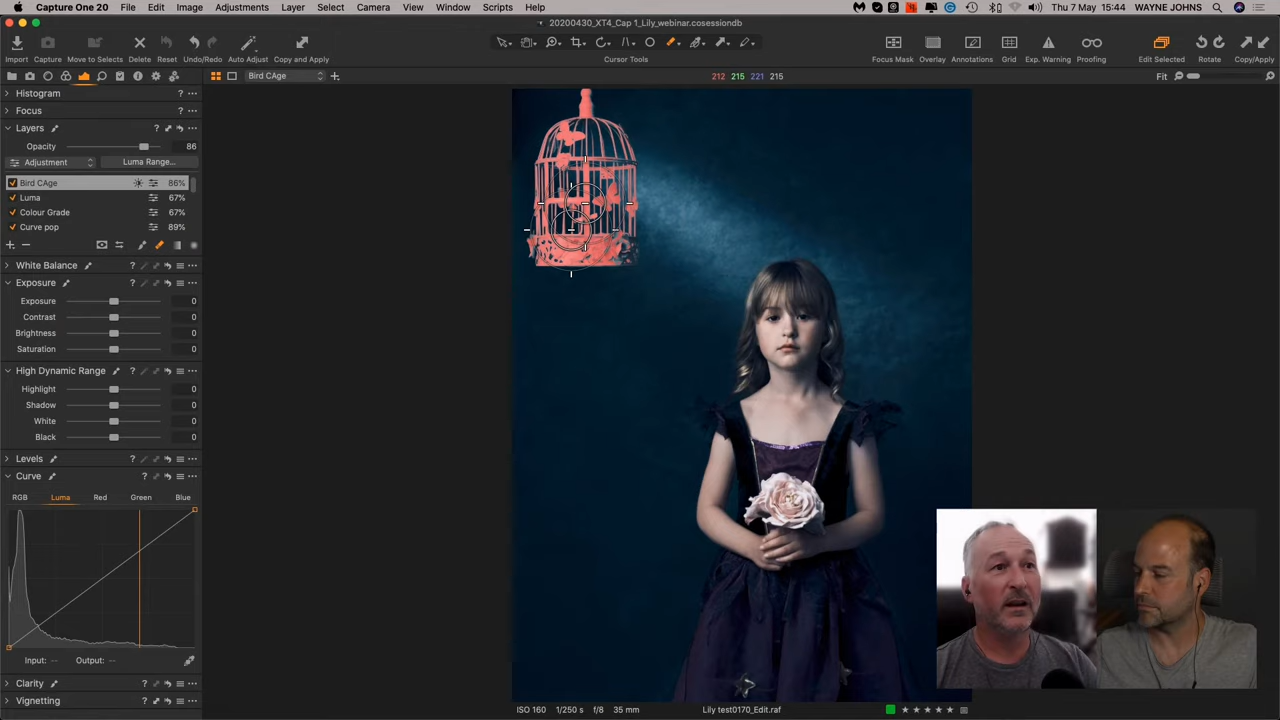 Capture One 20 File Edit Image Adjustments Layer Select Camera View Window Scripts Help Thu 7 May 15:44 WAYNE JOHNS
20200430_XT4_Cap 1_Lily_webinar.cosessiondb
Import Capture Move to Selects Delete Reset Undo/Redo Auto Adjust Copy and Apply Cursor Tools Focus Mask Overlay Annotations Grid Exp. Warning Proofing Edit Selected Rotate Copy/Apply
Bird CAge 212 215 221 215 Fit
Histogram
Focus
Layers
Opacity 86
Adjustment Luma Range...
Bird CAge 86%
Luma 67%
Colour Grade 67%
Curve pop 89%
White Balance
Exposure
Exposure 0
Contrast 0
Brightness 0
Saturation 0
High Dynamic Range
Highlight 0
Shadow 0
White 0
Black 0
Levels
Curve
RGB Luma Red Green Blue
Input: -- Output: --
Clarity
Vignetting
ISO 160 1/250 s f/8 35 mm Lily test0170_Edit.raf